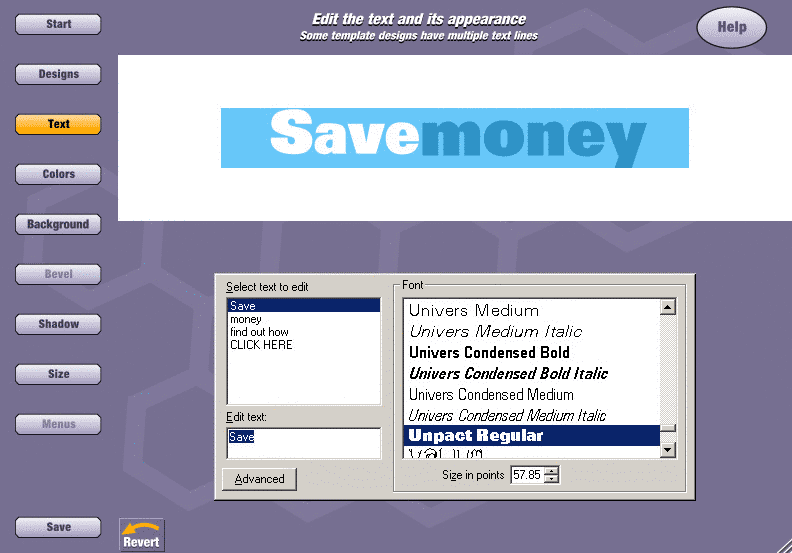 Start
Edit the text and its appearance
Some template designs have multiple text lines
Help
Designs
Text
Savemoney
Colors
Background
Bevel
Shadow
Size
Menus
Select text to edit
Save
money
find out how
CLICK HERE
Edit text:
Save
Advanced
Font
Univers Medium
Univers Medium Italic
Univers Condensed Bold
Univers Condensed Bold Italic
Univers Condensed Medium
Univers Condensed Medium Italic
Unpact Regular
Size in points 57.85
Save
Revert